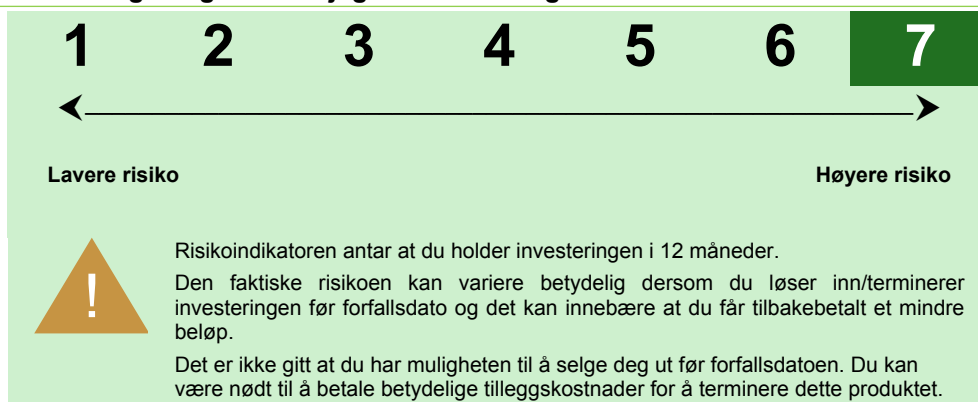 1 2 3 4 5 6 7
Lavere risiko Høyere risiko
!
Risikoindikatoren antar at du holder investeringen i 12 måneder.
Den faktiske risikoen kan variere betydelig dersom du løser inn/terminerer
investeringen før forfallsdato og det kan innebære at du får tilbakebetalt et mindre
beløp.
Det er ikke gitt at du har muligheten til å selge deg ut før forfallsdatoen. Du kan
være nødt til å betale betydelige tilleggskostnader for å terminere dette produktet.